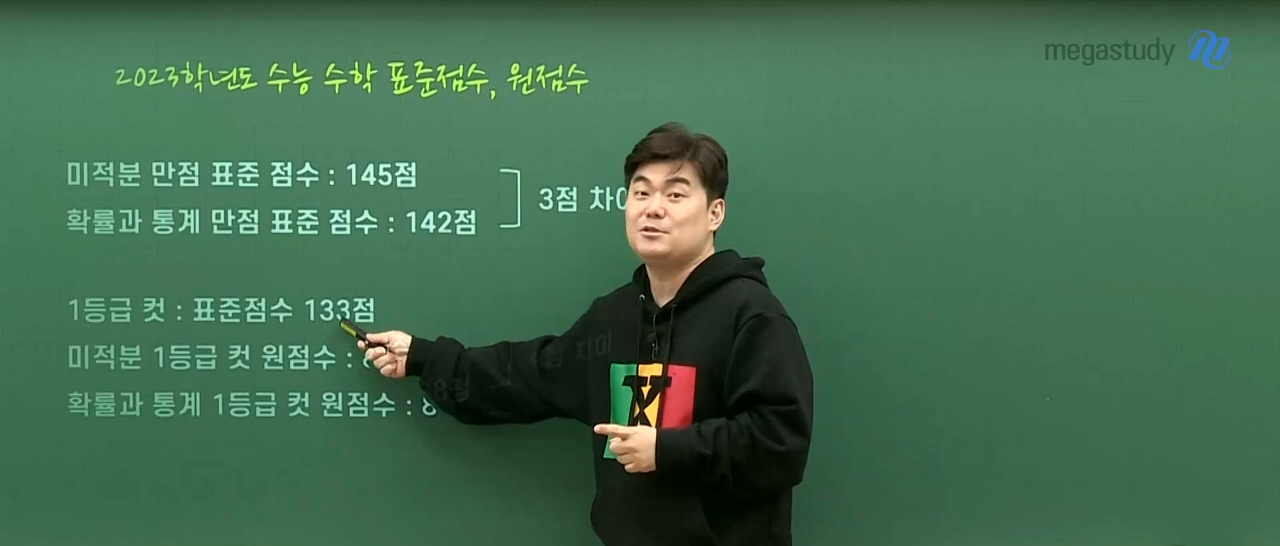 megastudy
2023학년도 수능 수학 표준점수, 원점수
미적분 만점 표준 점수 : 145점
확률과 통계 만점 표준 점수 : 142점
3점
1등급 컷 : 표준점수 133점
미적분 1등급 컷 원점수 :
확률과 통계 1등급 컷 원점수 : 8
차이
X